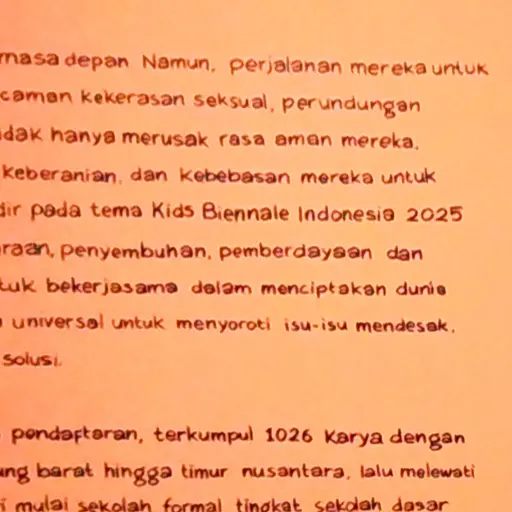 masa depan Namun, perjalanan mereka untuk
caman kekerasan seksual, perundungan
idak hanya merusak rasa aman mereka,
keberanian, dan kebebasan mereka untuk
dir pada tema Kids Biennale Indonesia 2025
raan, penyembuhan, pemberdayaan dan
tuk bekerjasama dalam menciptakan dunia
universal untuk menyoroti isu-isu mendesak,
solusi.
pendaftaran, terkumpul 1026 Karya dengan
ung barat hingga timur nusantara, lalu melewati
i mulai sekolah formal tingkat sekolah dasar